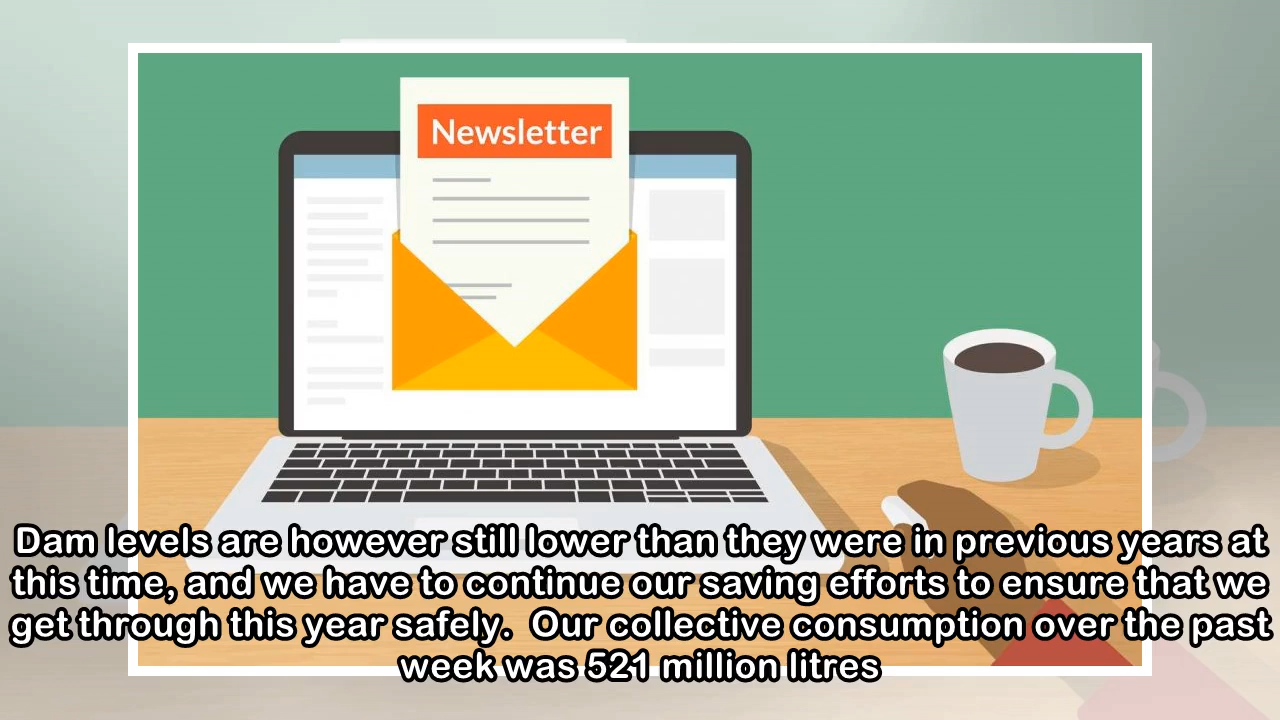 Newsletter
Dam levels are however still lower than they were in previous years at
this time, and we have to continue our saving efforts to ensure that we
get through this year safely.  Our collective consumption over the past
week was 521 million litres